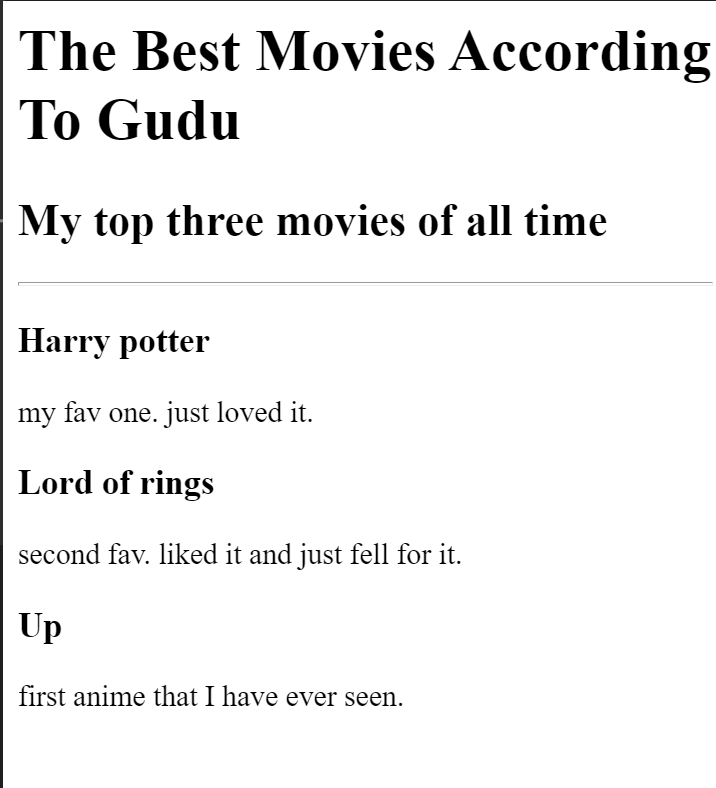 The Best Movies According
To Gudu
My top three movies of all time
Harry potter
my fav one. just loved it.
Lord of rings
second fav. liked it and just fell for it.
Up
first anime that I have ever seen.